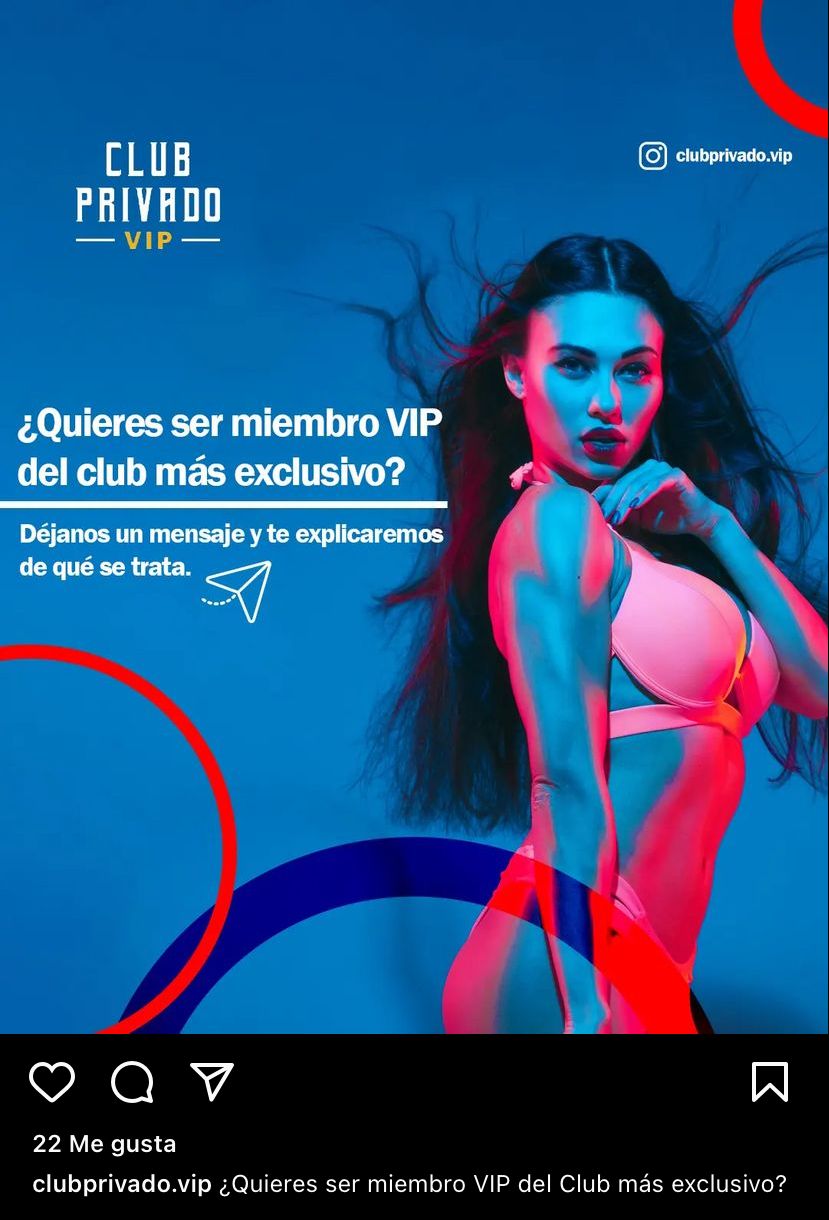 CLUB
PRIVADO
VIP
clubprivado.vip
¿Quieres ser miembro VIP
del club más exclusivo?
Déjanos un mensaje y te explicaremos
de qué se trata.
22 Me gusta
clubprivado.vip ¿Quieres ser miembro VIP del Club más exclusivo?